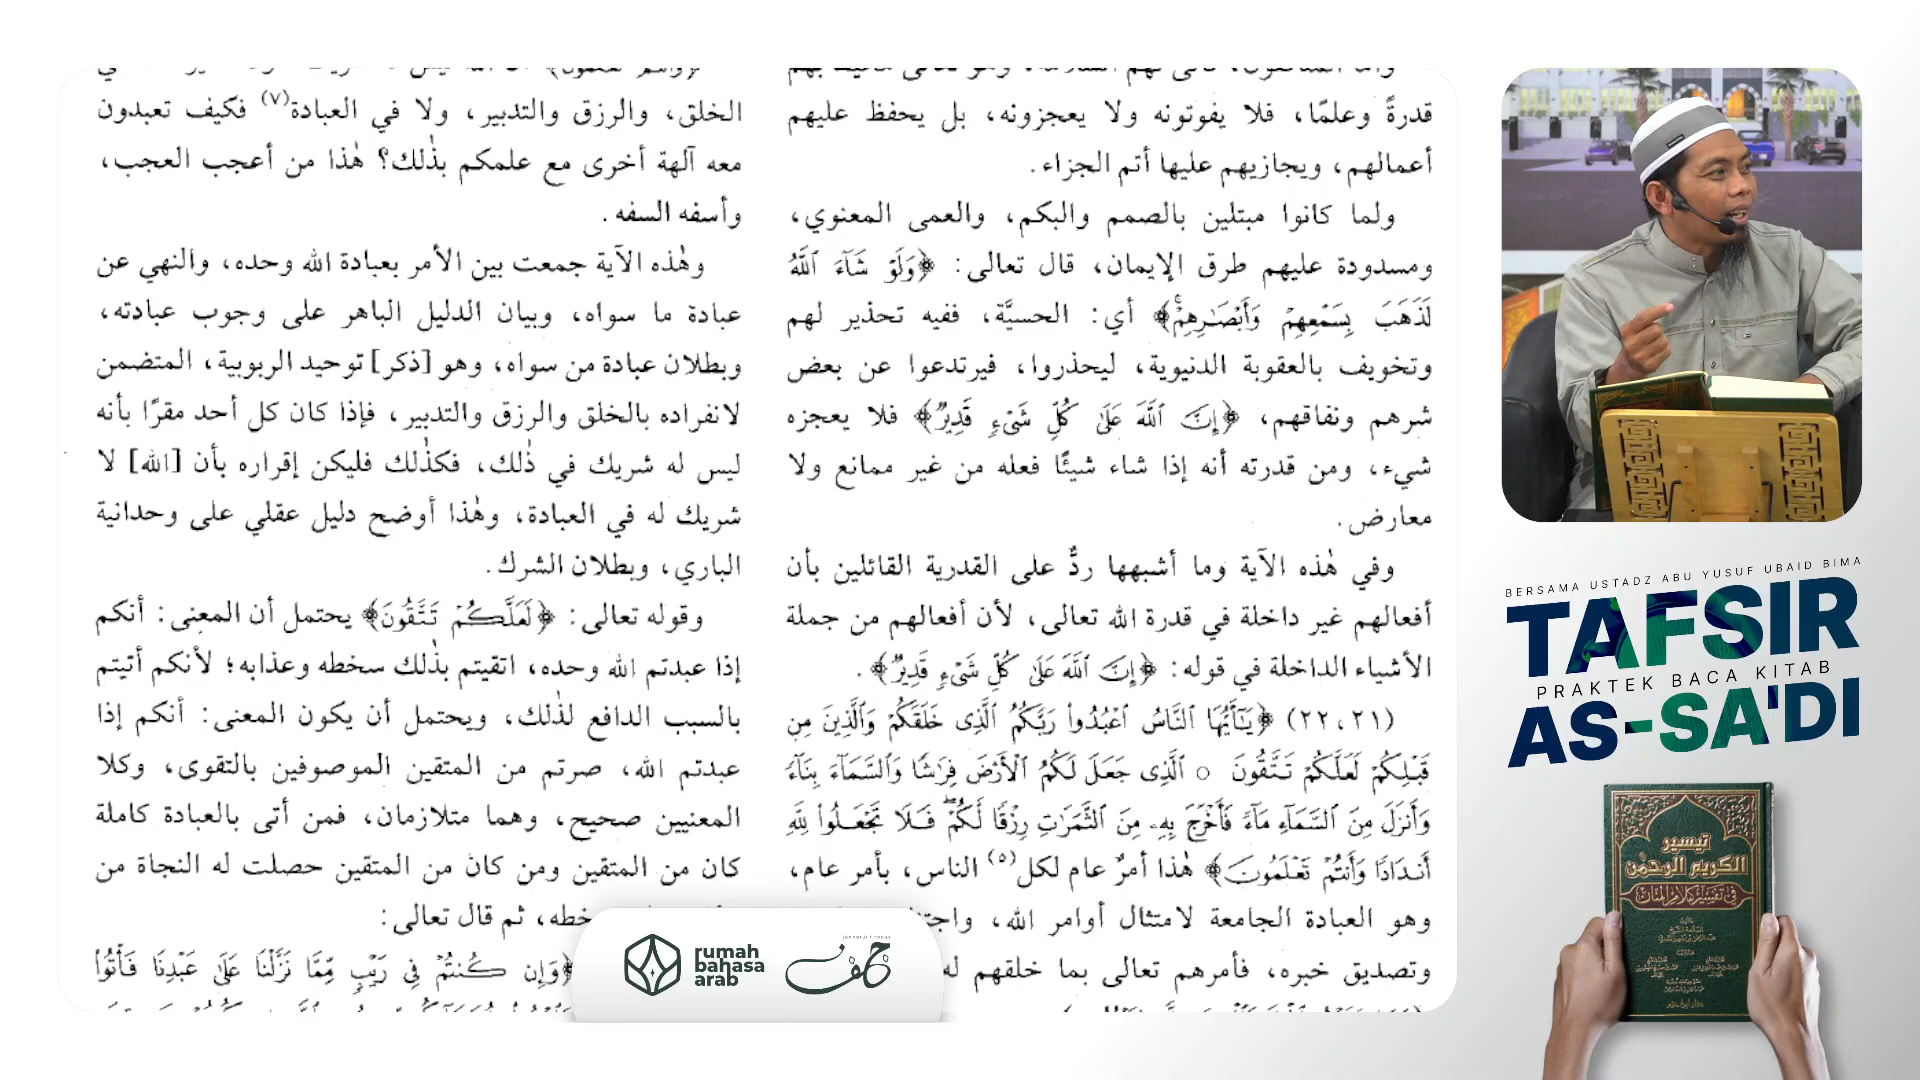 قدرةً وعلمًا، فلا يفوتونه ولا يعجزونه، بل يحفظ عليهم
أعمالهم، ويجازيهم عليها أتم الجزاء.
ولما كانوا مبتلين بالصمم والبكم، والعمى المعنوي،
ومسدودة عليهم طرق الإيمان، قال تعالى: ﴿وَلَوْ شَآءَ ٱللَّهُ
لَذَهَبَ بِسَمْعِهِمْ وَأَبْصَٰرِهِمْۚ﴾ أي: الحسيَّة، ففيه تحذير لهم
وتخويف بالعقوبة الدنيوية، ليحذروا، فيرتدعوا عن بعض
شرهم ونفاقهم، ﴿إِنَّ ٱللَّهَ عَلَىٰ كُلِّ شَىْءٍ قَدِيرٌ﴾ فلا يعجزه
شيء، ومن قدرته أنه إذا شاء شيئًا فعله من غير ممانع ولا
معارض.
وفي هٰذه الآية وما أشبهها ردٌّ على القدرية القائلين بأن
أفعالهم غير داخلة في قدرة الله تعالى، لأن أفعالهم من جملة
الأشياء الداخلة في قوله: ﴿إِنَّ ٱللَّهَ عَلَىٰ كُلِّ شَىْءٍ قَدِيرٌ﴾.
(٢١، ٢٢) ﴿يَٰٓأَيُّهَا ٱلنَّاسُ ٱعْبُدُوا۟ رَبَّكُمُ ٱلَّذِى خَلَقَكُمْ وَٱلَّذِينَ مِن
قَبْلِكُمْ لَعَلَّكُمْ تَتَّقُونَ ○ ٱلَّذِى جَعَلَ لَكُمُ ٱلْأَرْضَ فِرَٰشًا وَٱلسَّمَآءَ بِنَآءً
وَأَنزَلَ مِنَ ٱلسَّمَآءِ مَآءً فَأَخْرَجَ بِهِۦ مِنَ ٱلثَّمَرَٰتِ رِزْقًا لَّكُمْ ۖ فَلَا تَجْعَلُوا۟ لِلَّهِ
أَندَادًا وَأَنتُمْ تَعْلَمُونَ﴾ هٰذا أمرٌ عام لكل(٥) الناس، بأمر عام،
وهو العبادة الجامعة لامتثال أوامر الله،
وتصديق خبره، فأمرهم تعالى بما خلقهم له
الخلق، والرزق والتدبير، ولا في العبادة(٧) فكيف تعبدون
معه آلهة أخرى مع علمكم بذٰلك؟ هٰذا من أعجب العجب،
وأسفه السفه.
وهٰذه الآية جمعت بين الأمر بعبادة الله وحده، والنهي عن
عبادة ما سواه، وبيان الدليل الباهر على وجوب عبادته،
وبطلان عبادة من سواه، وهو [ذكر] توحيد الربوبية، المتضمن
لانفراده بالخلق والرزق والتدبير، فإذا كان كل أحد مقرًا بأنه
ليس له شريك في ذٰلك، فكذٰلك فليكن إقراره بأن [الله] لا
شريك له في العبادة، وهٰذا أوضح دليل عقلي على وحدانية
الباري، وبطلان الشرك.
وقوله تعالى: ﴿لَعَلَّكُمْ تَتَّقُونَ﴾ يحتمل أن المعنى: أنكم
إذا عبدتم الله وحده، اتقيتم بذٰلك سخطه وعذابه؛ لأنكم أتيتم
بالسبب الدافع لذٰلك، ويحتمل أن يكون المعنى: أنكم إذا
عبدتم الله، صرتم من المتقين الموصوفين بالتقوى، وكلا
المعنيين صحيح، وهما متلازمان، فمن أتى بالعبادة كاملة
كان من المتقين ومن كان من المتقين حصلت له النجاة من
ثم قال تعالى:
﴿وَإِن كُنتُمْ فِى رَيْبٍ مِّمَّا نَزَّلْنَا عَلَىٰ عَبْدِنَا فَأْتُوا۟
rumah
bahasa
arab
BERSAMA USTADZ ABU YUSUF UBAID BIMA
TAFSIR
PRAKTEK BACA KITAB
AS-SA'DI
تيسير
الكريم الرحمن
في تفسير كلام المنان